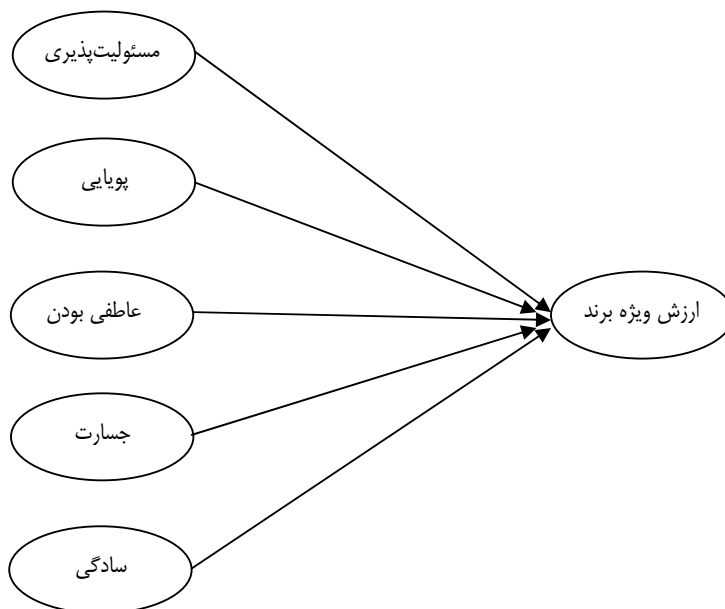 مسئولیت‌پذیری
پویایی
عاطفی بودن
ارزش ویژه برند
جسارت
سادگی